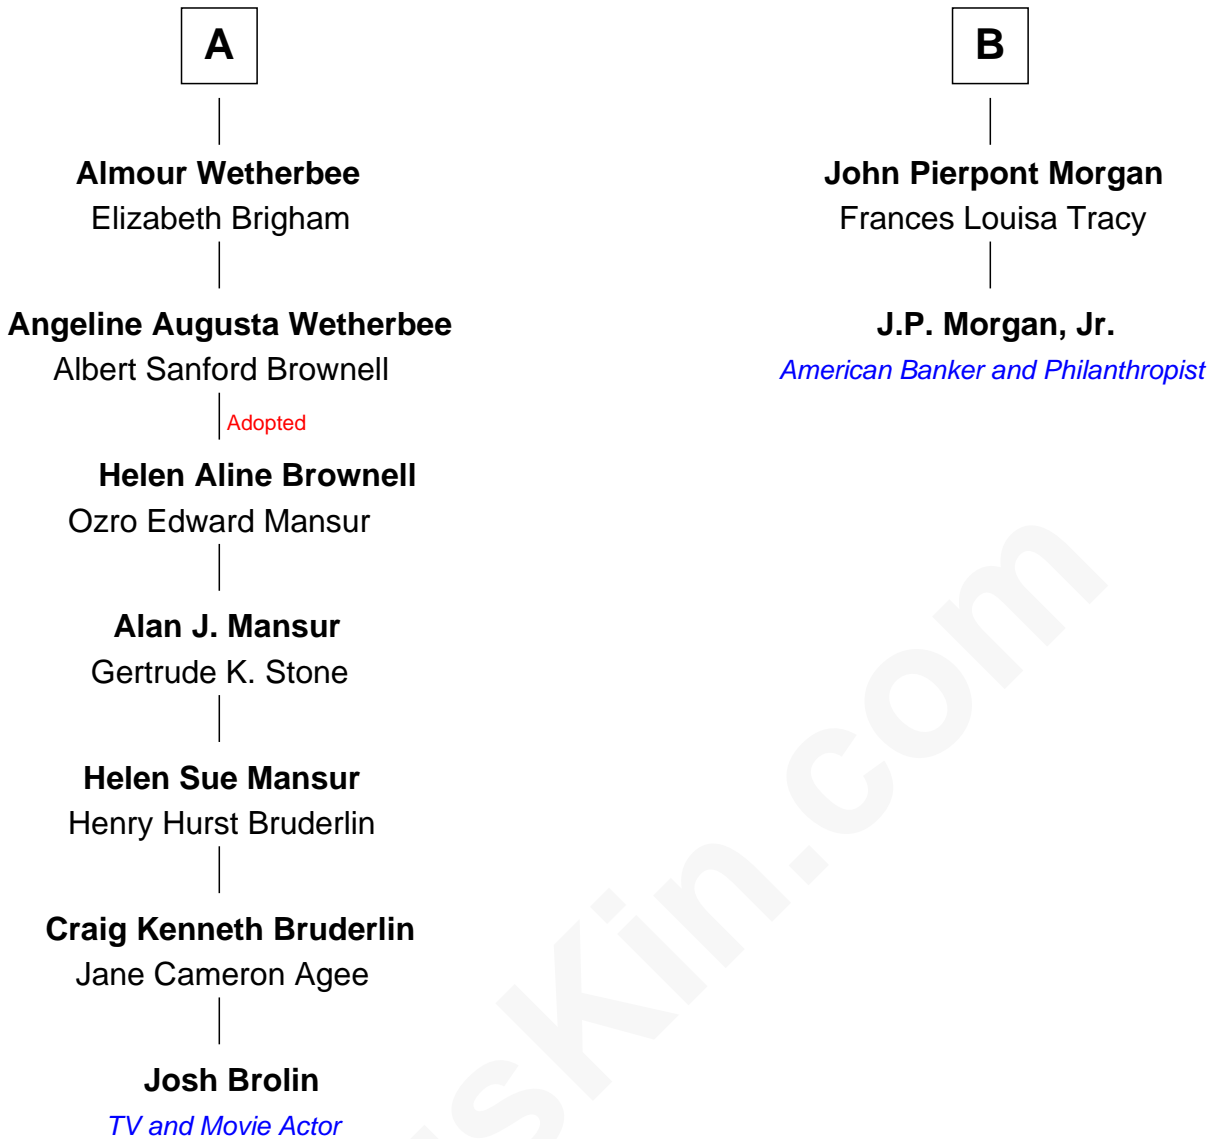 A
Almour Wetherbee
Elizabeth Brigham
Angeline Augusta Wetherbee
Albert Sanford Brownell
Adopted
Helen Aline Brownell
Ozro Edward Mansur
Alan J. Mansur
Gertrude K. Stone
Helen Sue Mansur
Henry Hurst Bruderlin
Craig Kenneth Bruderlin
Jane Cameron Agee
Josh Brolin
TV and Movie Actor
B
John Pierpont Morgan
Frances Louisa Tracy
J.P. Morgan, Jr.
American Banker and Philanthropist
usKin.com